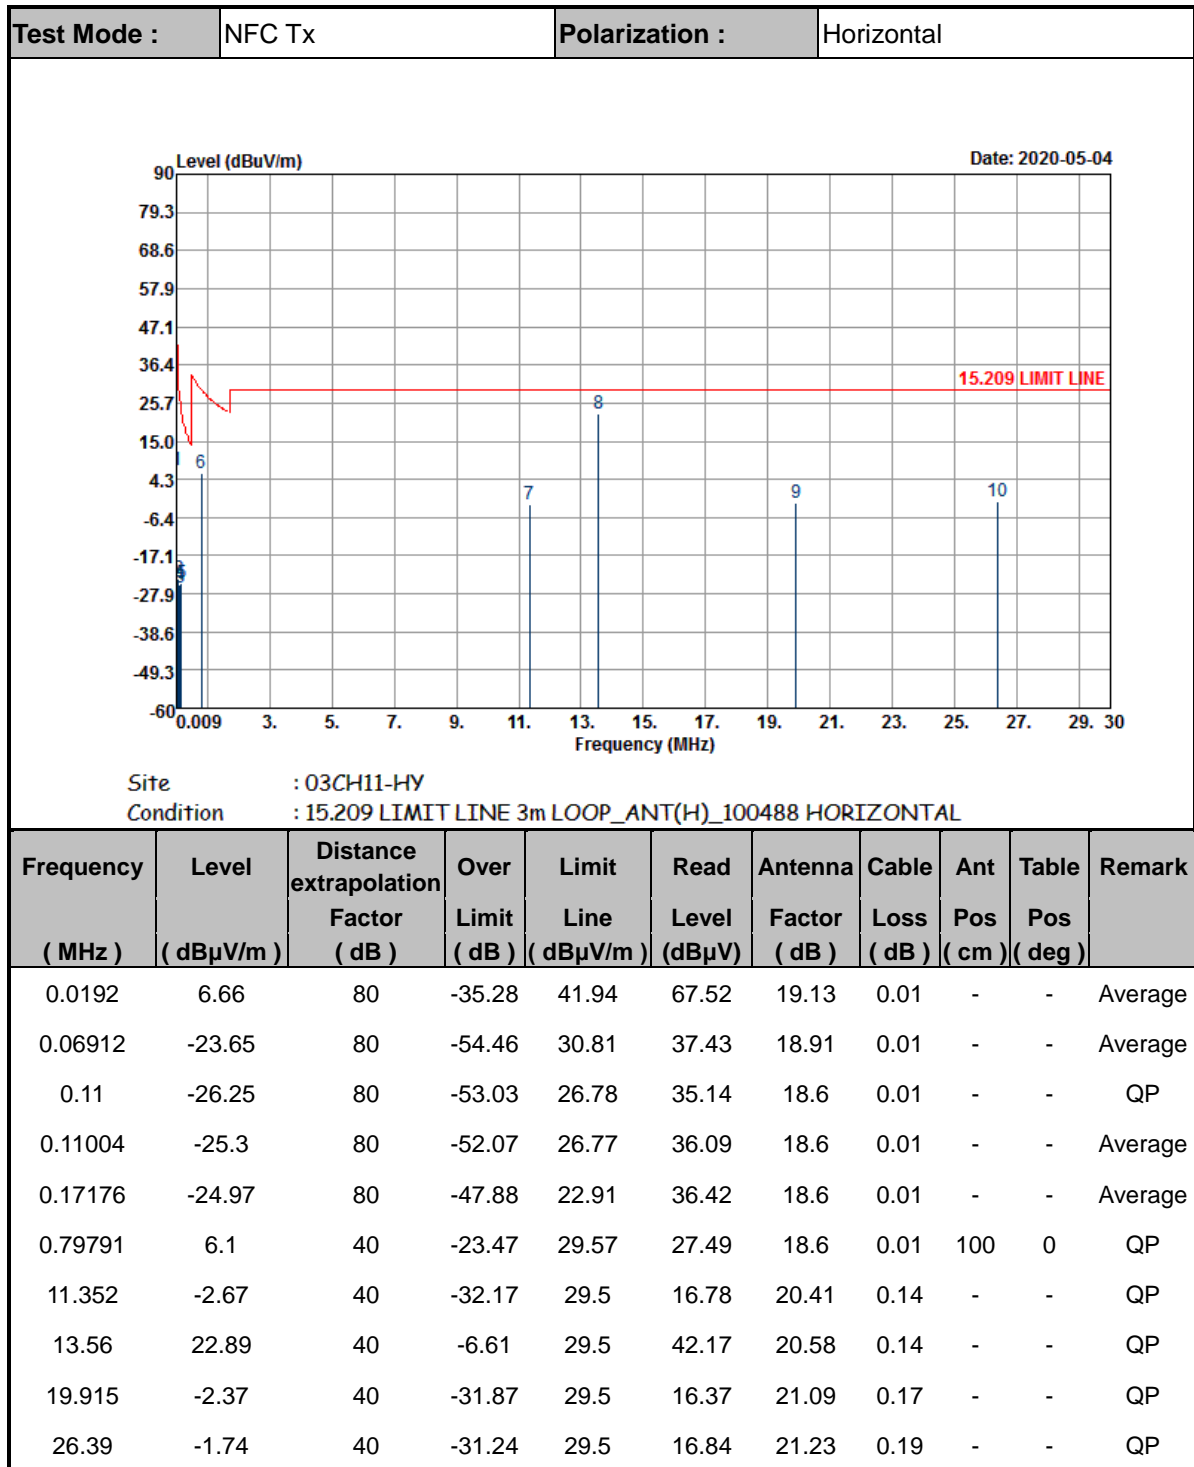 Test Mode : NFC Tx Polarization : Horizontal
Level (dBuV/m) Date: 2020-05-04
90
79.3
68.6
57.9
47.1
36.4
15.209 LIMIT LINE
25.7
8
15.0
6
4.3
7 9 10
-6.4
-17.1
-27.9
-38.6
-49.3
-60
0.009 3. 5. 7. 9. 11. 13. 15. 17. 19. 21. 23. 25. 27. 29. 30
Frequency (MHz)
Site : 03CH11-HY
Condition : 15.209 LIMIT LINE 3m LOOP_ANT(H)_100488 HORIZONTAL
Frequency Level Distance extrapolation Over Limit Read Antenna Cable Ant Table Remark
Factor Limit Line Level Factor Loss Pos Pos
( MHz ) ( dBµV/m ) ( dB ) ( dB ) ( dBµV/m ) (dBµV) ( dB ) ( dB ) ( cm ) ( deg )
0.0192 6.66 80 -35.28 41.94 67.52 19.13 0.01 - - Average
0.06912 -23.65 80 -54.46 30.81 37.43 18.91 0.01 - - Average
0.11 -26.25 80 -53.03 26.78 35.14 18.6 0.01 - - QP
0.11004 -25.3 80 -52.07 26.77 36.09 18.6 0.01 - - Average
0.17176 -24.97 80 -47.88 22.91 36.42 18.6 0.01 - - Average
0.79791 6.1 40 -23.47 29.57 27.49 18.6 0.01 100 0 QP
11.352 -2.67 40 -32.17 29.5 16.78 20.41 0.14 - - QP
13.56 22.89 40 -6.61 29.5 42.17 20.58 0.14 - - QP
19.915 -2.37 40 -31.87 29.5 16.37 21.09 0.17 - - QP
26.39 -1.74 40 -31.24 29.5 16.84 21.23 0.19 - - QP